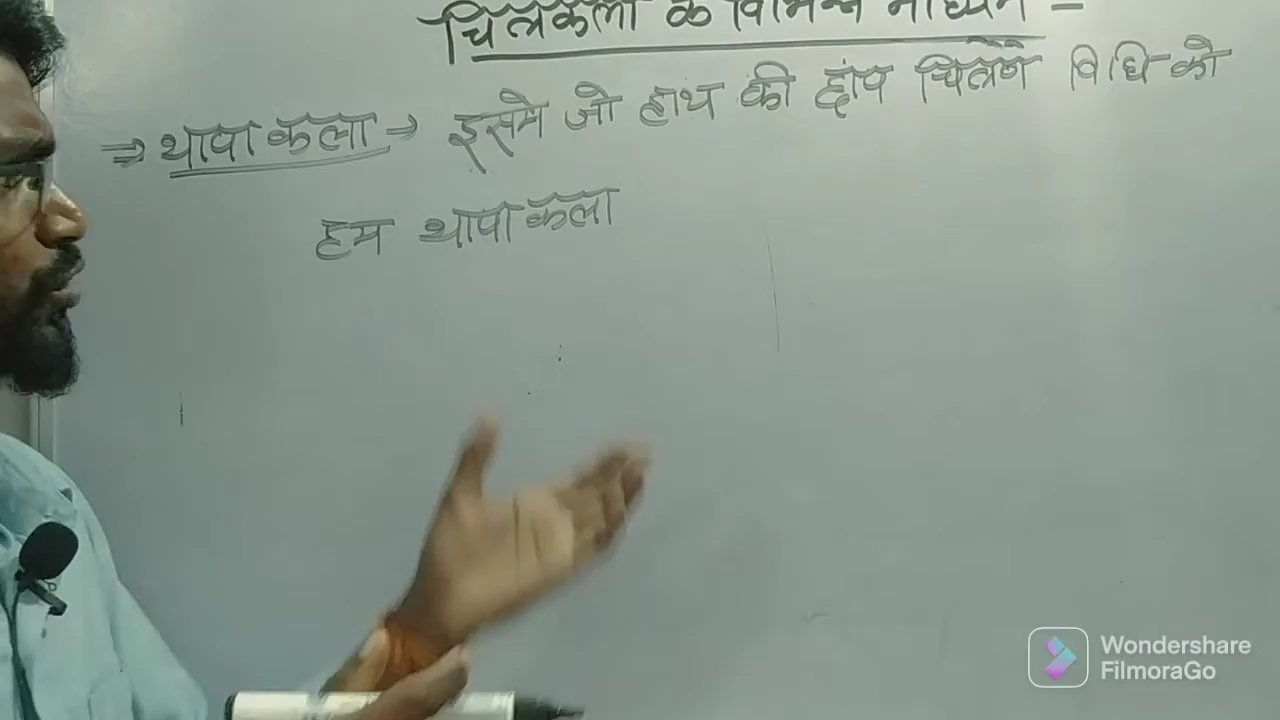 चित्रकला के विभिन्न माध्यम -
⇒ थापा कला → इसमे जो हाथ की छाप चित्रण विधि को
हम थापा कला
Wondershare
FilmoraGo